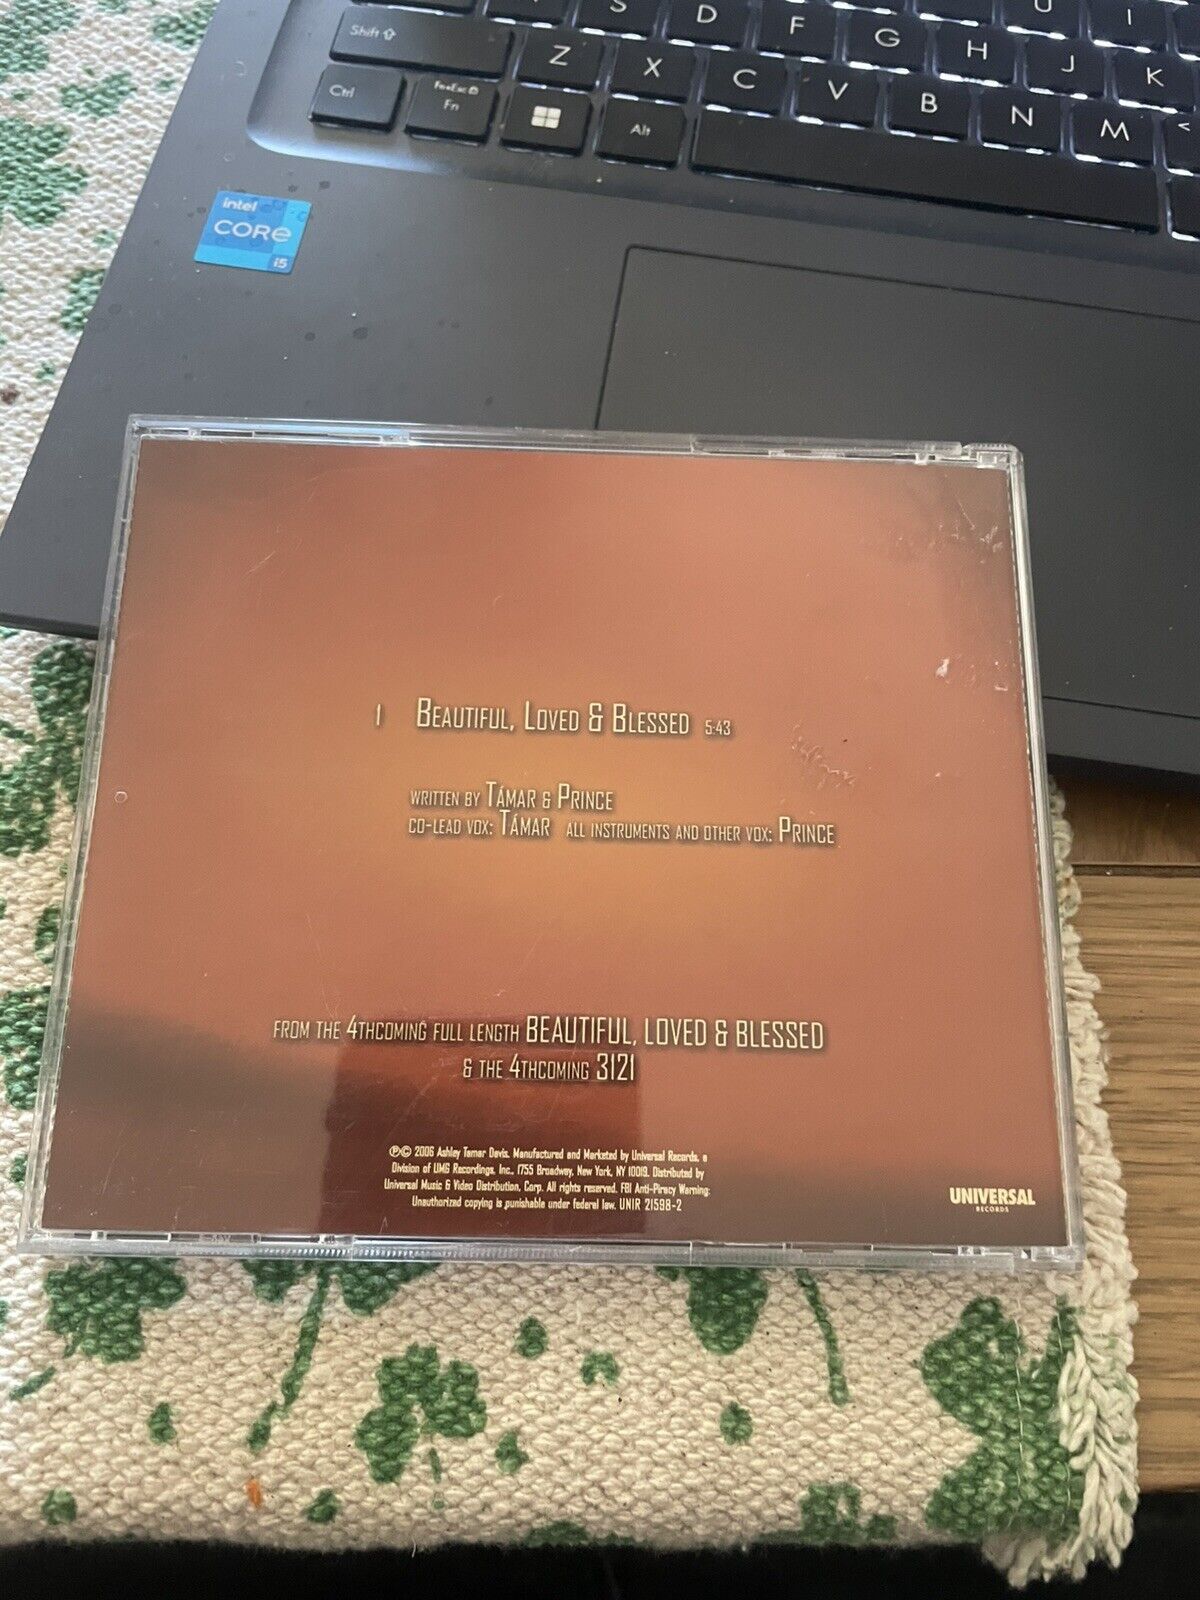 S D F G H J K U I
Shift Z X C V B N M <
Ctrl Fn+Esc Fn Alt
intel
CORE
i5
1 BEAUTIFUL, LOVED & BLESSED 5:43
WRITTEN BY TÁMAR & PRINCE
CO-LEAD VOX: TÁMAR ALL INSTRUMENTS AND OTHER VOX: PRINCE
FROM THE 4THCOMING FULL LENGTH BEAUTIFUL, LOVED & BLESSED
& THE 4THCOMING 3121
℗© 2006 Ashley Tamar Davis. Manufactured and Marketed by Universal Records, a
Division of UMG Recordings, Inc., 1755 Broadway, New York, NY 10019. Distributed by
Universal Music & Video Distribution, Corp. All rights reserved. FBI Anti-Piracy Warning:
Unauthorized copying is punishable under federal law. UNIR 21598-2
UNIVERSAL
RECORDS